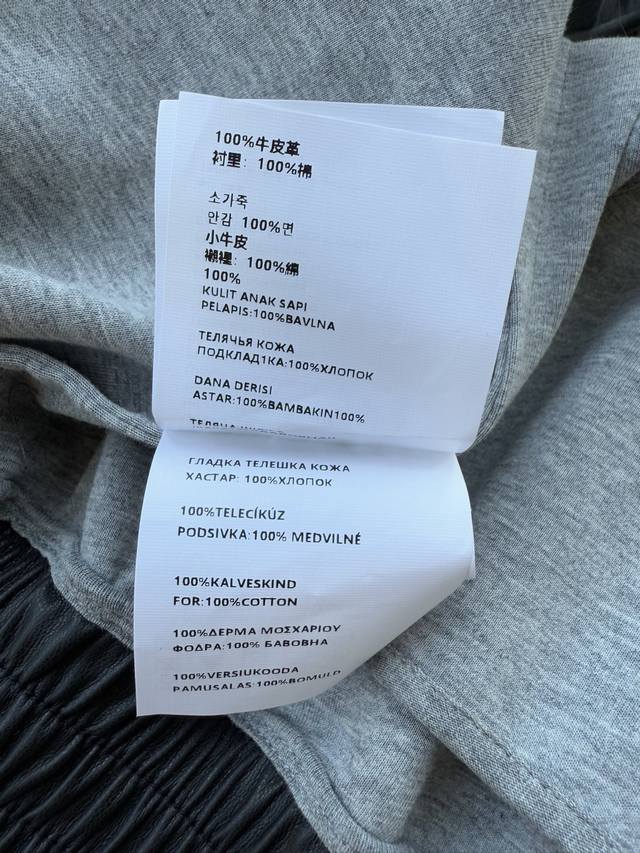 100%牛皮革
衬里: 100%棉
소가죽
안감 100%면
小牛皮
襯裡: 100%綿
100%
KULIT ANAK SAPI
PELAPIS:100%BAVLNA
ТЕЛЯЧЬЯ КОЖА
ПОДКЛАД1КА:100%ХЛОПОК
DANA DERISI
ASTAR:100%BAMBAKIN100%
ГЛАДКА ТЕЛЕШКА КОЖА
ХАСТАР: 100%ХЛОПОК
100%TELECÍKÚZ
PODSIVKA:100% MEDVILNÉ
100%KALVESKIND
FOR:100%COTTON
100%ΔΕΡΜΑ ΜΟΣΧΑΡΙΟΥ
ΦΟΔΡΑ:100% БАВОВНА
100%VERSIUKOODA
PAMUSALAS:100%BOMULD